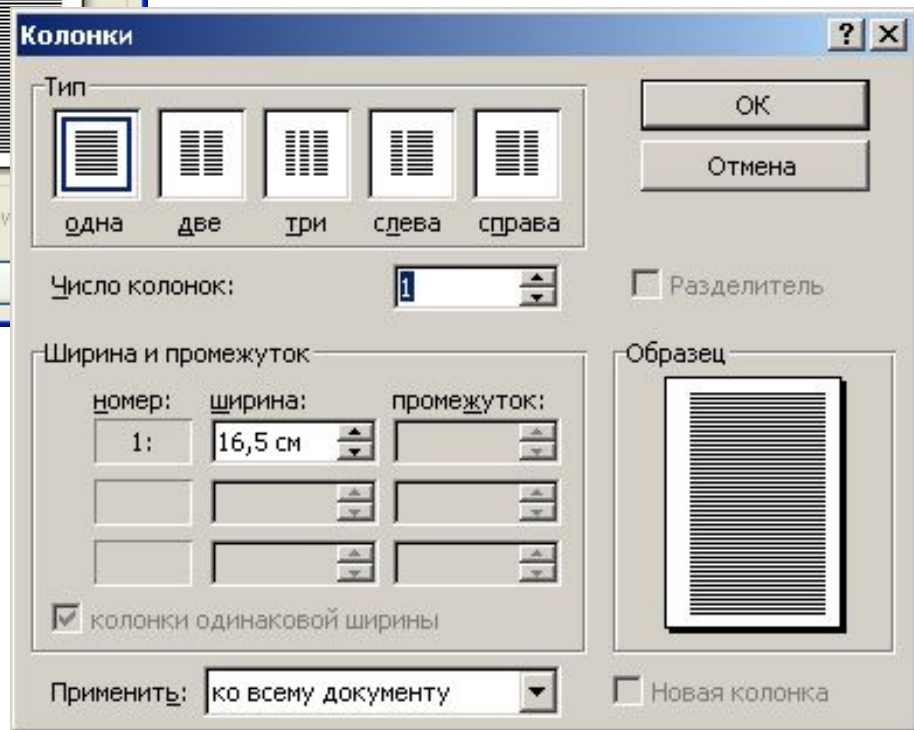 Колонки
Тип
ОК
Отмена
одна две три слева справа
Число колонок: 1
Разделитель
Ширина и промежуток
Образец
номер: ширина: промежуток:
1: 16,5 см
колонки одинаковой ширины
Применить: ко всему документу
Новая колонка